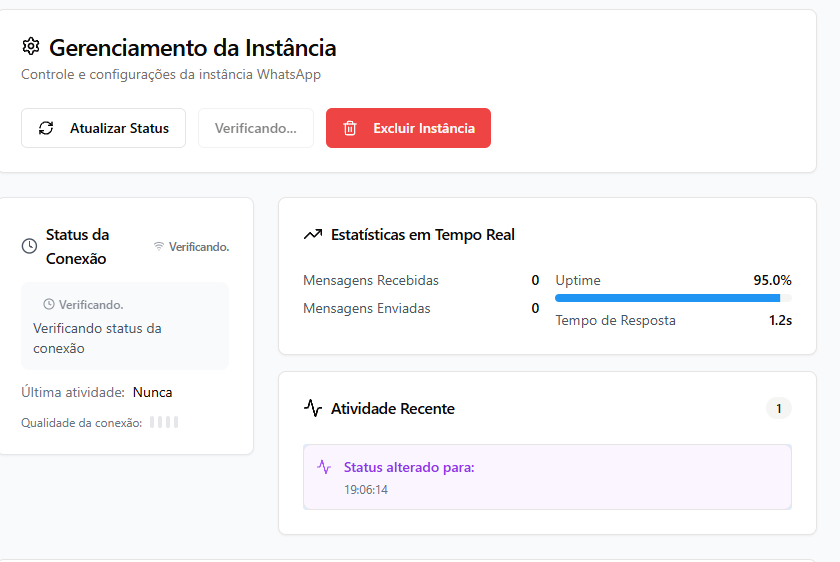 Gerenciamento da Instância
Controle e configurações da instância WhatsApp
Atualizar Status
Verificando...
Excluir Instância
Status da
Conexão
Verificando.
Verificando.
Verificando status da
conexão
Última atividade: Nunca
Qualidade da conexão:
Estatísticas em Tempo Real
Mensagens Recebidas 0
Mensagens Enviadas 0
Uptime 95.0%
Tempo de Resposta 1.2s
Atividade Recente 1
Status alterado para:
19:06:14